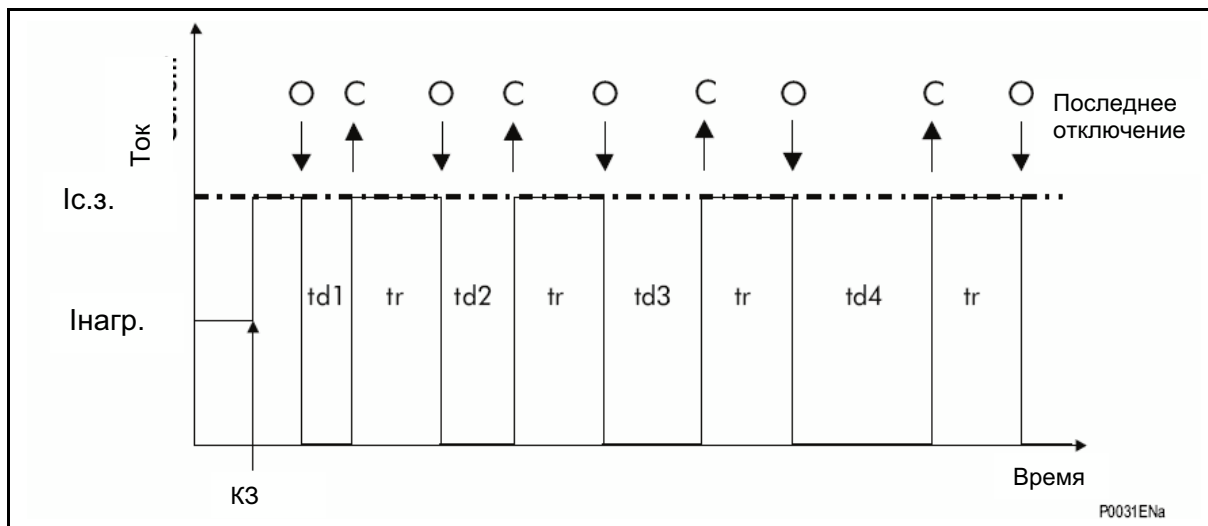 O C O C O C O C O Последнее
отключение
Ток
Iс.з.
td1 tr td2 tr td3 tr td4 tr
Iнагр.
КЗ
Время
P0031ENa